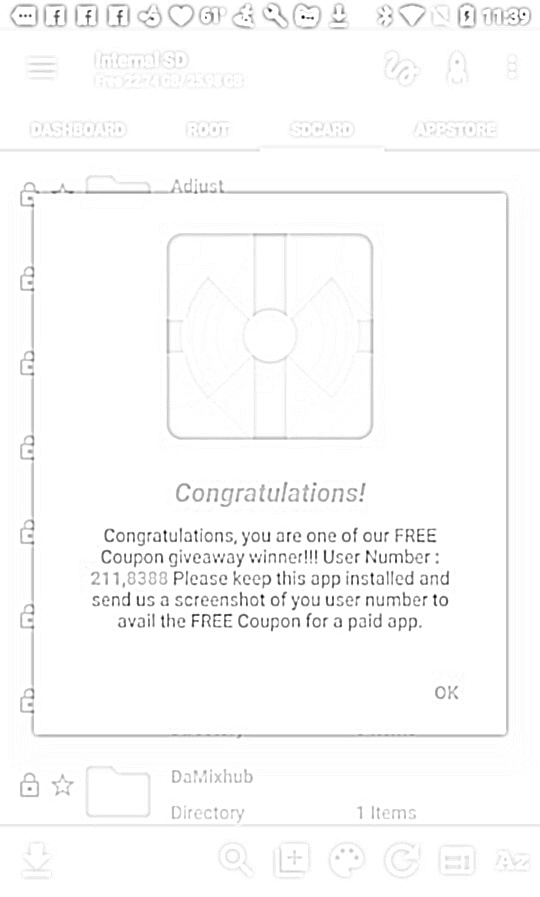 61°
11:39
Internal SD
Free 22.74 GB/25.98 GB
DASHBOARD ROOT SDCARD APPSTORE
Adjust
Congratulations!
Congratulations, you are one of our FREE
Coupon giveaway winner!!! User Number :
211,8388 Please keep this app installed and
send us a screenshot of you user number to
avail the FREE Coupon for a paid app.
OK
DaMixhub
Directory 1 Items
Az